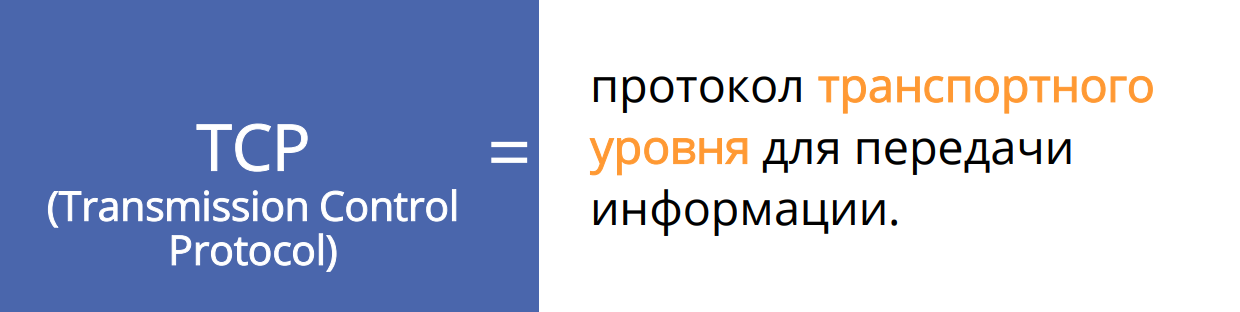 TCP
(Transmission Control
Protocol)
=
протокол транспортного
уровня для передачи
информации.